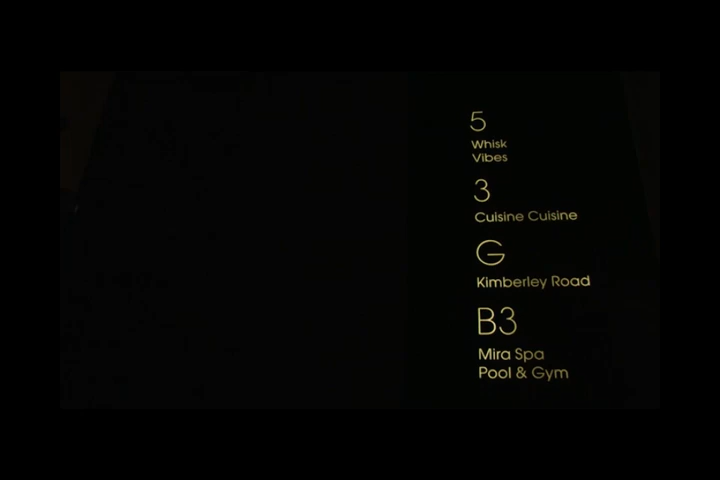 5
Whisk
Vibes
3
Cuisine Cuisine
G
Kimberley Road
B3
Mira Spa
Pool & Gym